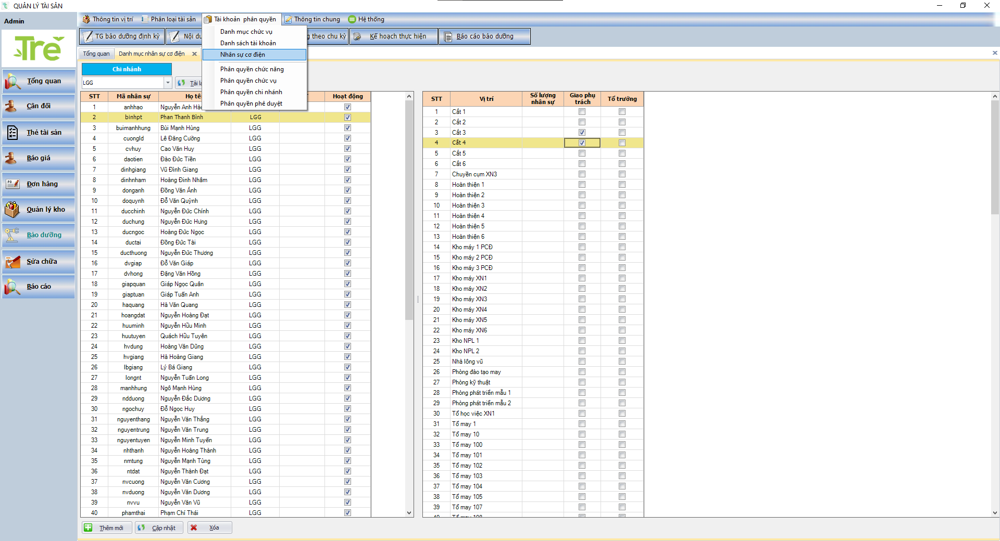 QUẢN LÝ TÀI SẢN
Admin
Thông tin vị trí
Phân loại tài sản
Tài khoản phân quyền
Thông tin chung
Hệ thống
TG bảo dưỡng định kỳ
Nội du
g theo chu kỳ
Kế hoạch thực hiện
Báo cáo bảo dưỡng
Danh mục chức vụ
Danh sách tài khoản
Nhân sự cơ điện
Phân quyền chức năng
Phân quyền chức vụ
Phân quyền chi nhánh
Phân quyền phê duyệt
Tổng quan
Danh mục nhân sự cơ điện
Trẻ
Tổng quan
Cân đối
Thẻ tài sản
Báo giá
Đơn hàng
Quản lý kho
Bảo dưỡng
Sửa chữa
Báo cáo
Chi nhánh
LGG
Tải lạ
STT Mã nhân sự Họ tê Hoạt động
1 anhhao Nguyễn Anh Hào
2 binhpt Phan Thanh Bình LGG
3 buimanhhung Bùi Mạnh Hùng LGG
4 cuongld Lê Đăng Cường LGG
5 cvhuy Cao Văn Huy LGG
6 daotien Đào Đức Tiền LGG
7 dinhgiang Vũ Đình Giang LGG
8 dinhnham Hoàng Đinh Nhâm LGG
9 donganh Đồng Văn Ánh LGG
10 doquynh Đỗ Văn Quỳnh LGG
11 ducchinh Nguyễn Đức Chính LGG
12 duchung Nguyễn Đức Hưng LGG
13 ducngoc Hoàng Đức Ngọc LGG
14 ductai Đồng Đức Tài LGG
15 ducthuong Nguyễn Đức Thương LGG
16 dvgiap Đỗ Văn Giáp LGG
17 dvhong Đặng Văn Hồng LGG
18 giapquan Giáp Ngọc Quân LGG
19 giaptuan Giáp Tuấn Anh LGG
20 haquang Hà Văn Quang LGG
21 hoangdat Nguyễn Hoàng Đạt LGG
22 huuminh Nguyễn Hữu Minh LGG
23 huutuyen Quách Hữu Tuyên LGG
24 hvdung Hoàng Văn Dũng LGG
25 hvgiang Hà Hoàng Giang LGG
26 lbgiang Lý Bá Giang LGG
27 longnt Nguyễn Tuấn Long LGG
28 manhhung Ngô Mạnh Hùng LGG
29 ndduong Nguyễn Đắc Dương LGG
30 ngochuy Đỗ Ngọc Huy LGG
31 nguyenthang Nguyễn Văn Thắng LGG
32 nguyentrung Nguyễn Văn Trung LGG
33 nguyentuyen Nguyễn Minh Tuyến LGG
34 nhthanh Nguyễn Hoàng Thành LGG
35 nmtung Nguyễn Mạnh Tùng LGG
36 ntdat Nguyễn Thành Đạt LGG
37 nvcuong Nguyễn Văn Cương LGG
38 nvduong Nguyễn Văn Dương LGG
39 nvvu Nguyễn Văn Vũ LGG
40 phamthai Phạm Chí Thái LGG
STT Vị trí Số lượng nhân sự Giao phụ trách Tổ trưởng
1 Cắt 1
2 Cắt 2
3 Cắt 3
4 Cắt 4
5 Cắt 5
6 Cắt 6
7 Chuyền cụm XN3
8 Hoàn thiện 1
9 Hoàn thiện 2
10 Hoàn thiện 3
11 Hoàn thiện 4
12 Hoàn thiện 5
13 Hoàn thiện 6
14 Kho máy 1 PCĐ
15 Kho máy 2 PCĐ
16 Kho máy 3 PCĐ
17 Kho máy XN1
18 Kho máy XN2
19 Kho máy XN3
20 Kho máy XN4
21 Kho máy XN5
22 Kho máy XN6
23 Kho NPL 1
24 Kho NPL 2
25 Nhà lông vũ
26 Phòng đào tạo may
27 Phòng kỹ thuật
28 Phòng phát triển mẫu 1
29 Phòng phát triển mẫu 2
30 Tổ học việc XN1
31 Tổ may 1
32 Tổ may 10
33 Tổ may 100
34 Tổ may 101
35 Tổ may 102
36 Tổ may 103
37 Tổ may 104
38 Tổ may 105
39 Tổ may 107
40 Tổ may 108
Thêm mới
Cập nhật
Xóa